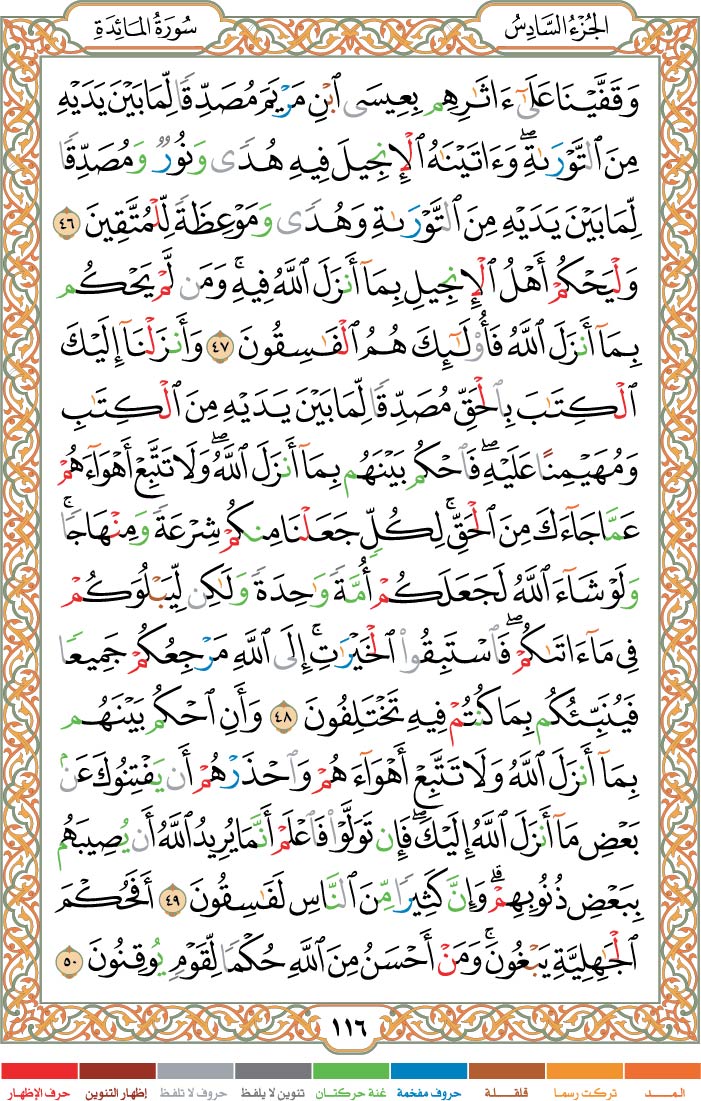 الجُزْءُ السَّادِسُ
سُورَةُ المَائِدَةِ
وَقَفَّيْنَا عَلَىٰٓ ءَاثَٰرِهِم بِعِيسَى ٱبْنِ مَرْيَمَ مُصَدِّقًا لِّمَا بَيْنَ يَدَيْهِ
مِنَ ٱلتَّوْرَىٰةِۖ وَءَاتَيْنَٰهُ ٱلْإِنجِيلَ فِيهِ هُدًى وَنُورٌ وَمُصَدِّقًا
لِّمَا بَيْنَ يَدَيْهِ مِنَ ٱلتَّوْرَىٰةِ وَهُدًى وَمَوْعِظَةً لِّلْمُتَّقِينَ ٤٦
وَلْيَحْكُمْ أَهْلُ ٱلْإِنجِيلِ بِمَآ أَنزَلَ ٱللَّهُ فِيهِۚ وَمَن لَّمْ يَحْكُم
بِمَآ أَنزَلَ ٱللَّهُ فَأُو۟لَٰٓئِكَ هُمُ ٱلْفَٰسِقُونَ ٤٧ وَأَنزَلْنَآ إِلَيْكَ
ٱلْكِتَٰبَ بِٱلْحَقِّ مُصَدِّقًا لِّمَا بَيْنَ يَدَيْهِ مِنَ ٱلْكِتَٰبِ
وَمُهَيْمِنًا عَلَيْهِۖ فَٱحْكُم بَيْنَهُم بِمَآ أَنزَلَ ٱللَّهُۖ وَلَا تَتَّبِعْ أَهْوَآءَهُمْ
عَمَّا جَآءَكَ مِنَ ٱلْحَقِّۚ لِكُلٍّ جَعَلْنَا مِنكُمْ شِرْعَةً وَمِنْهَاجًاۚ
وَلَوْ شَآءَ ٱللَّهُ لَجَعَلَكُمْ أُمَّةً وَٰحِدَةً وَلَٰكِن لِّيَبْلُوَكُمْ
فِى مَآ ءَاتَىٰكُمْۖ فَٱسْتَبِقُوا۟ ٱلْخَيْرَٰتِۚ إِلَى ٱللَّهِ مَرْجِعُكُمْ جَمِيعًا
فَيُنَبِّئُكُم بِمَا كُنتُمْ فِيهِ تَخْتَلِفُونَ ٤٨ وَأَنِ ٱحْكُم بَيْنَهُم
بِمَآ أَنزَلَ ٱللَّهُ وَلَا تَتَّبِعْ أَهْوَآءَهُمْ وَٱحْذَرْهُمْ أَن يَفْتِنُوكَ عَنۢ
بَعْضِ مَآ أَنزَلَ ٱللَّهُ إِلَيْكَۖ فَإِن تَوَلَّوْا۟ فَٱعْلَمْ أَنَّمَا يُرِيدُ ٱللَّهُ أَن يُصِيبَهُم
بِبَعْضِ ذُنُوبِهِمْۗ وَإِنَّ كَثِيرًا مِّنَ ٱلنَّاسِ لَفَٰسِقُونَ ٤٩ أَفَحُكْمَ
ٱلْجَٰهِلِيَّةِ يَبْغُونَۚ وَمَنْ أَحْسَنُ مِنَ ٱللَّهِ حُكْمًا لِّقَوْمٍ يُوقِنُونَ ٥٠
١١٦
المـــد تركت رسما قلقـلة حروف مفخمة غنة حركتان تنوين لا يلفظ حروف لا تلفظ إظهار التنوين حرف الإظهار